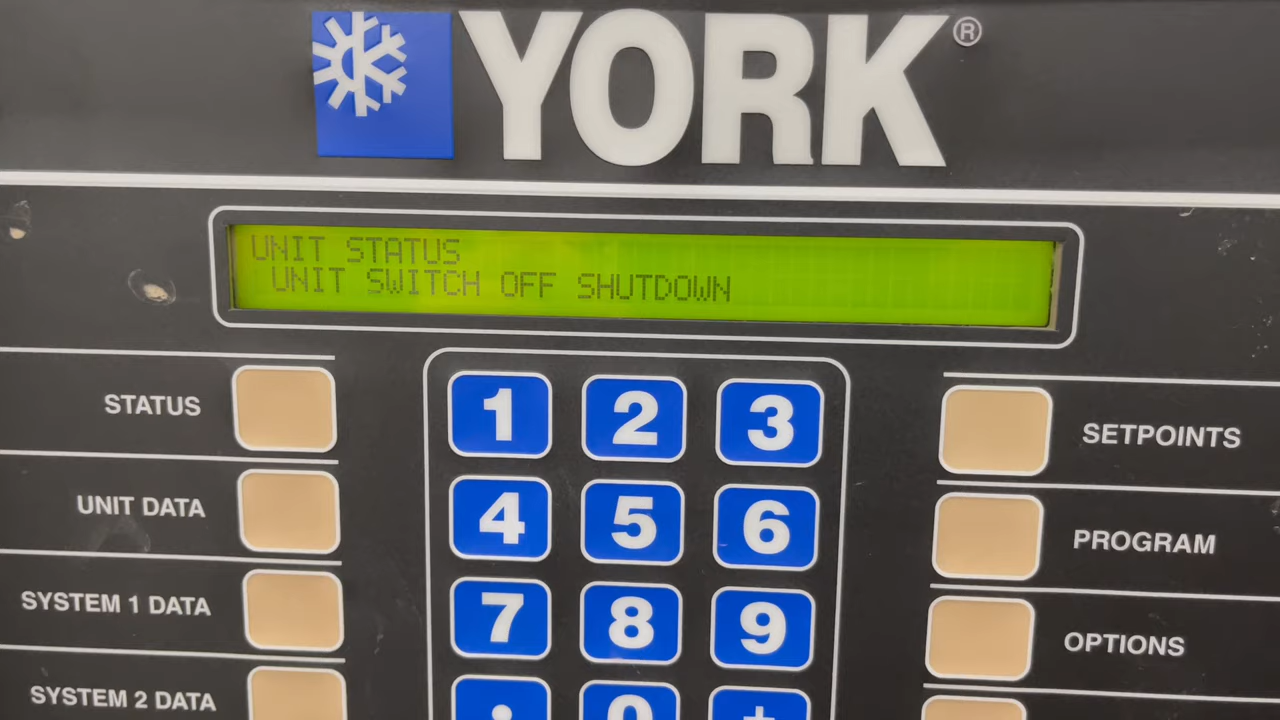 YORK®
UNIT STATUS
UNIT SWITCH OFF SHUTDOWN
STATUS
1 2 3
SETPOINTS
UNIT DATA
4 5 6
PROGRAM
SYSTEM 1 DATA
7 8 9
OPTIONS
SYSTEM 2 DATA
. 0 +